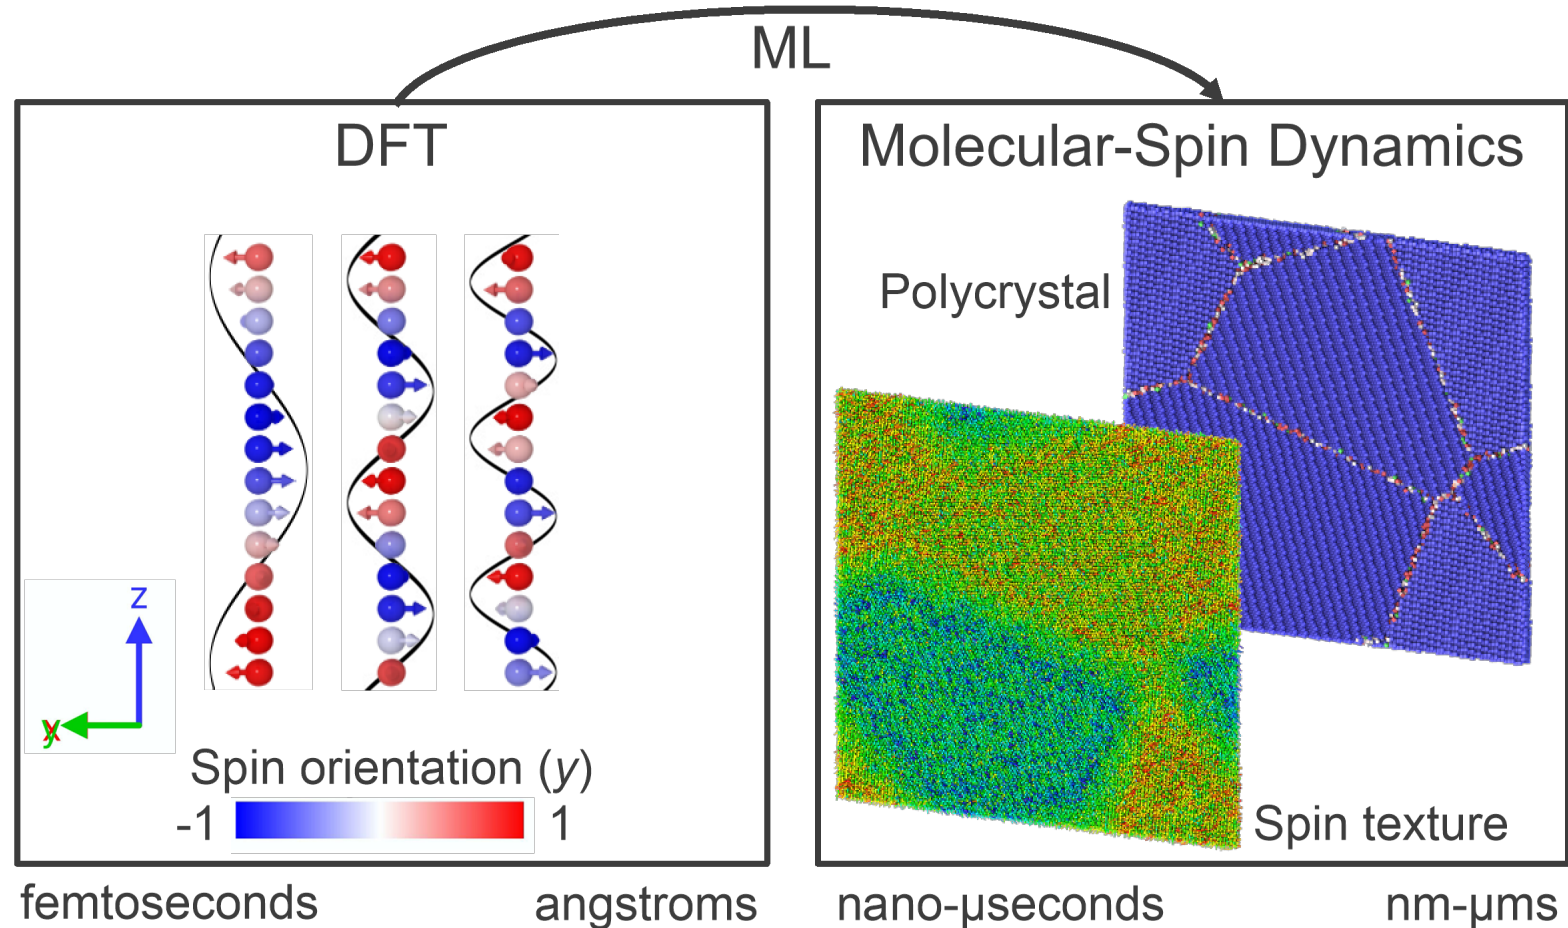 ML
DFT
Molecular-Spin Dynamics
Polycrystal
z
x
y
Spin orientation (y)
-1
1
Spin texture
femtoseconds
angstroms
nano-μseconds
nm-μms